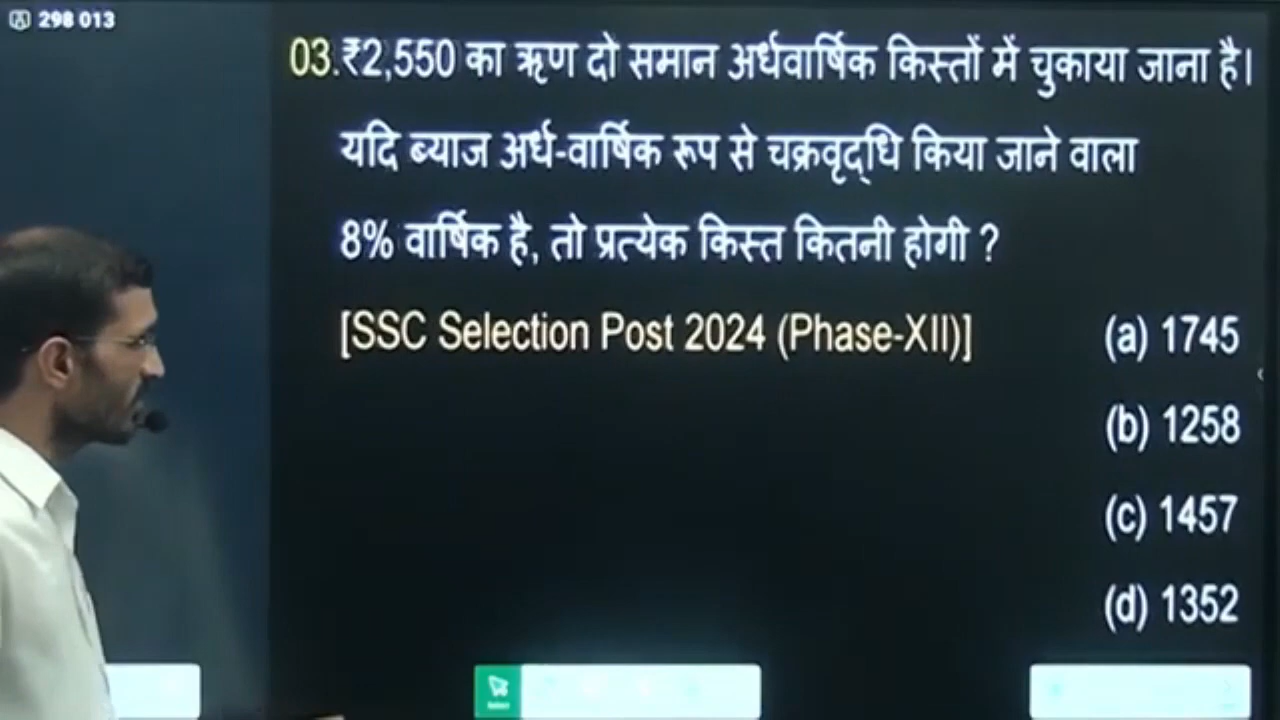 298 013
03.₹2,550 का ऋण दो समान अर्धवार्षिक किस्तों में चुकाया जाना है।
यदि ब्याज अर्ध-वार्षिक रूप से चक्रवृद्धि किया जाने वाला
8% वार्षिक है, तो प्रत्येक किस्त कितनी होगी ?
[SSC Selection Post 2024 (Phase-XII)]
(a) 1745
(b) 1258
(c) 1457
(d) 1352
Select